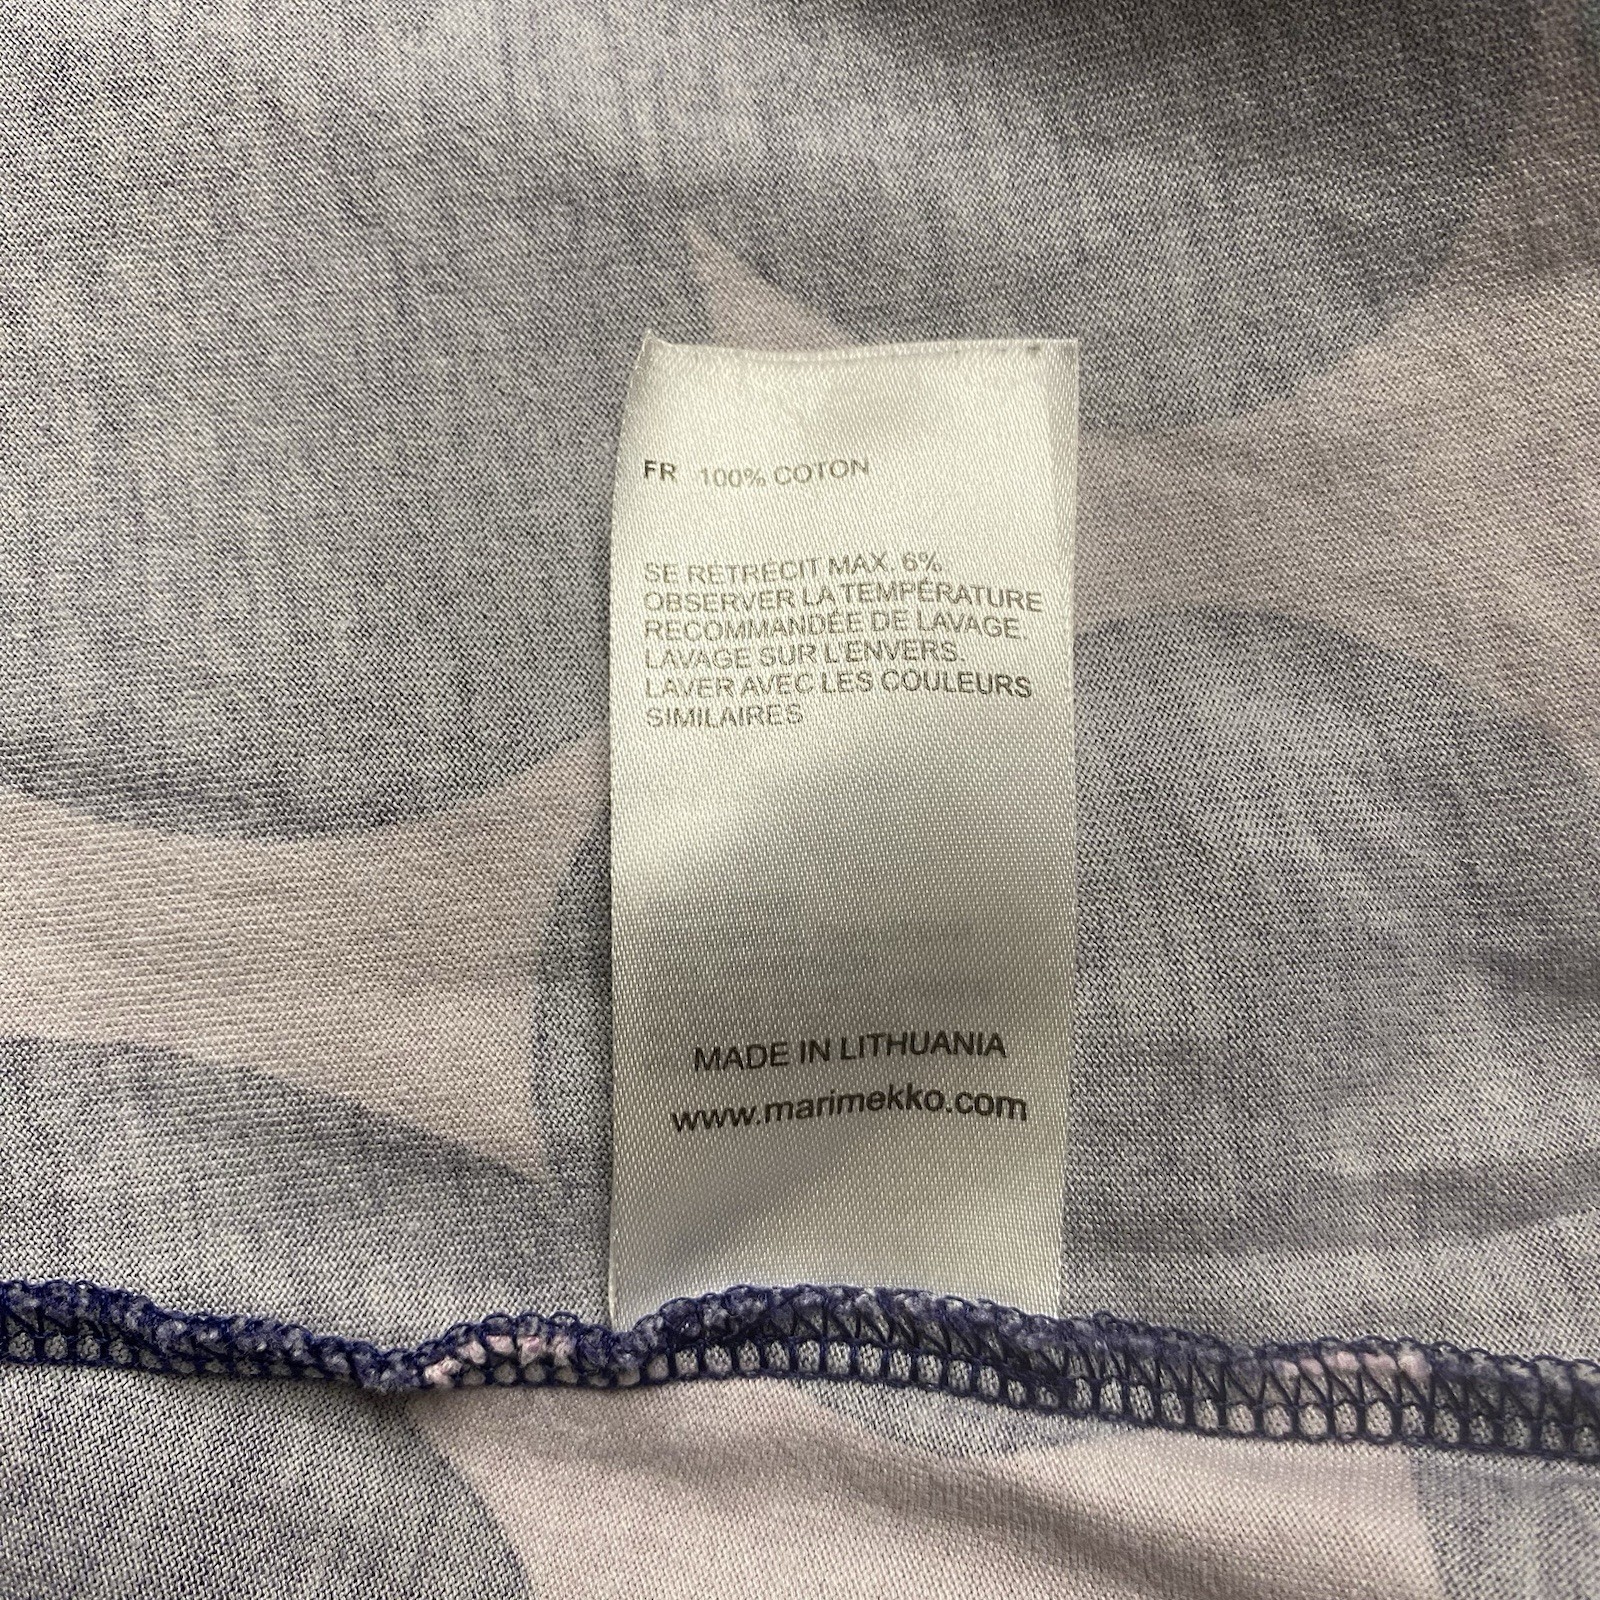 FR 100% COTON
SE RÉTRÉCIT MAX. 6%
OBSERVER LA TEMPÉRATURE
RECOMMANDÉE DE LAVAGE.
LAVAGE SUR L'ENVERS.
LAVER AVEC LES COULEURS
SIMILAIRES
MADE IN LITHUANIA
www.marimekko.com